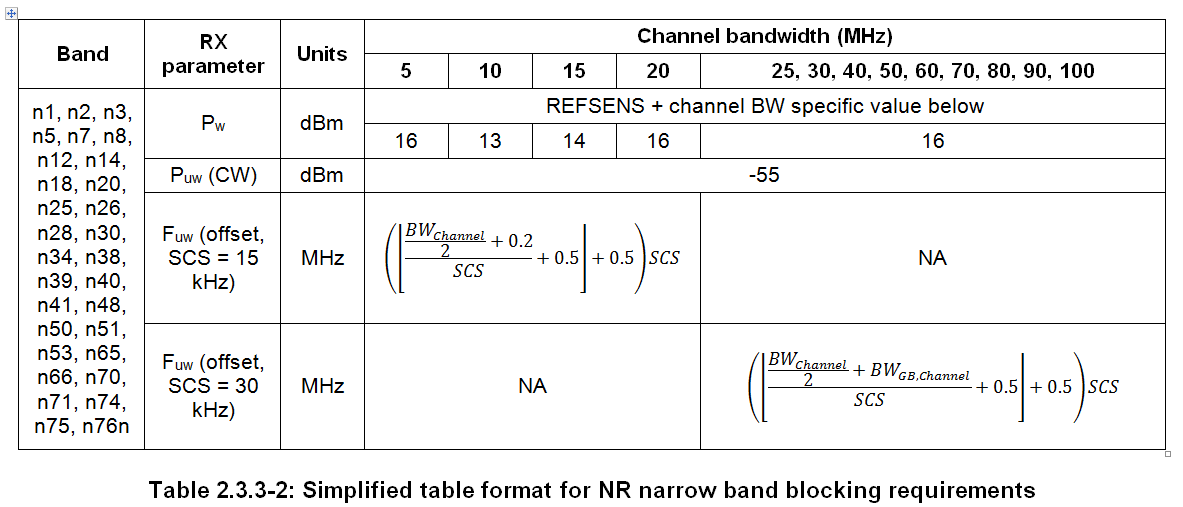 Band RX parameter Units Channel bandwidth (MHz)
5 10 15 20 25, 30, 40, 50, 60, 70, 80, 90, 100
n1, n2, n3,
n5, n7, n8,
n12, n14,
n18, n20,
n25, n26,
n28, n30,
n34, n38,
n39, n40,
n41, n48,
n50, n51,
n53, n65,
n66, n70,
n71, n74,
n75, n76n
Pw dBm REFSENS + channel BW specific value below
16 13 14 16 16
Puw (CW) dBm -55
Fuw (offset,
SCS = 15
kHz)
MHz
(⌊(BW_Channel/2 + 0.2)/SCS + 0.5⌋ + 0.5)SCS
NA
Fuw (offset,
SCS = 30
kHz)
MHz
NA
(⌊(BW_Channel/2 + BW_GB,Channel)/SCS + 0.5⌋ + 0.5)SCS
Table 2.3.3-2: Simplified table format for NR narrow band blocking requirements